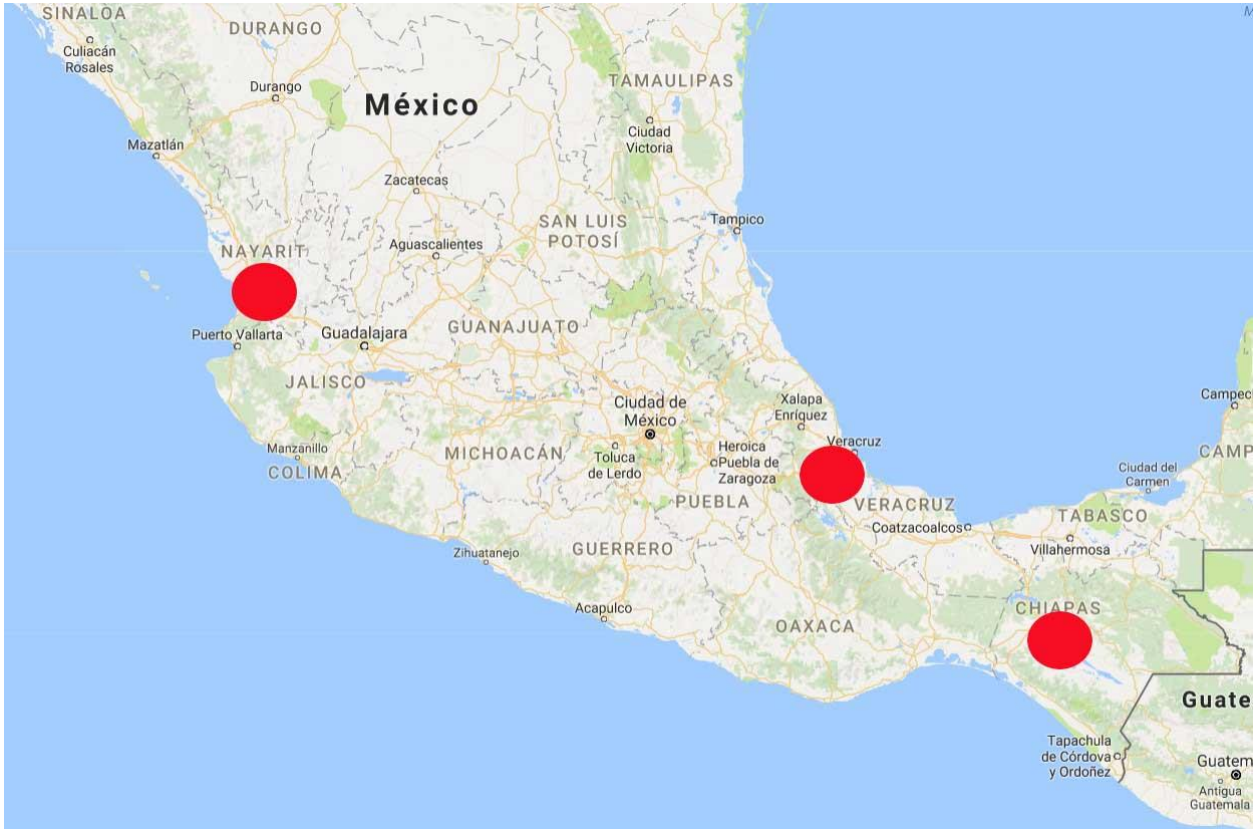 SINALOA
Culiacán
Rosales
DURANGO
Durango
México
TAMAULIPAS
Ciudad
Victoria
Mazatlán
Zacatecas
SAN LUIS
POTOSÍ
Tampico
NAYARIT
Aguascalientes
Puerto Vallarta
Guadalajara
GUANAJUATO
JALISCO
Ciudad de
México
Xalapa
Enríquez
Campec
Manzanillo
COLIMA
MICHOACÁN
Toluca
de Lerdo
Heroica
Puebla de
Zaragoza
Veracruz
CAMP
Ciudad del
Carmen
PUEBLA
VERACRUZ
Coatzacoalcos
TABASCO
Villahermosa
Zihuatanejo
GUERRERO
Acapulco
OAXACA
CHIAPAS
Guate
Tapachula
de Córdova
y Ordoñez
Guatem
Antigua
Guatemala